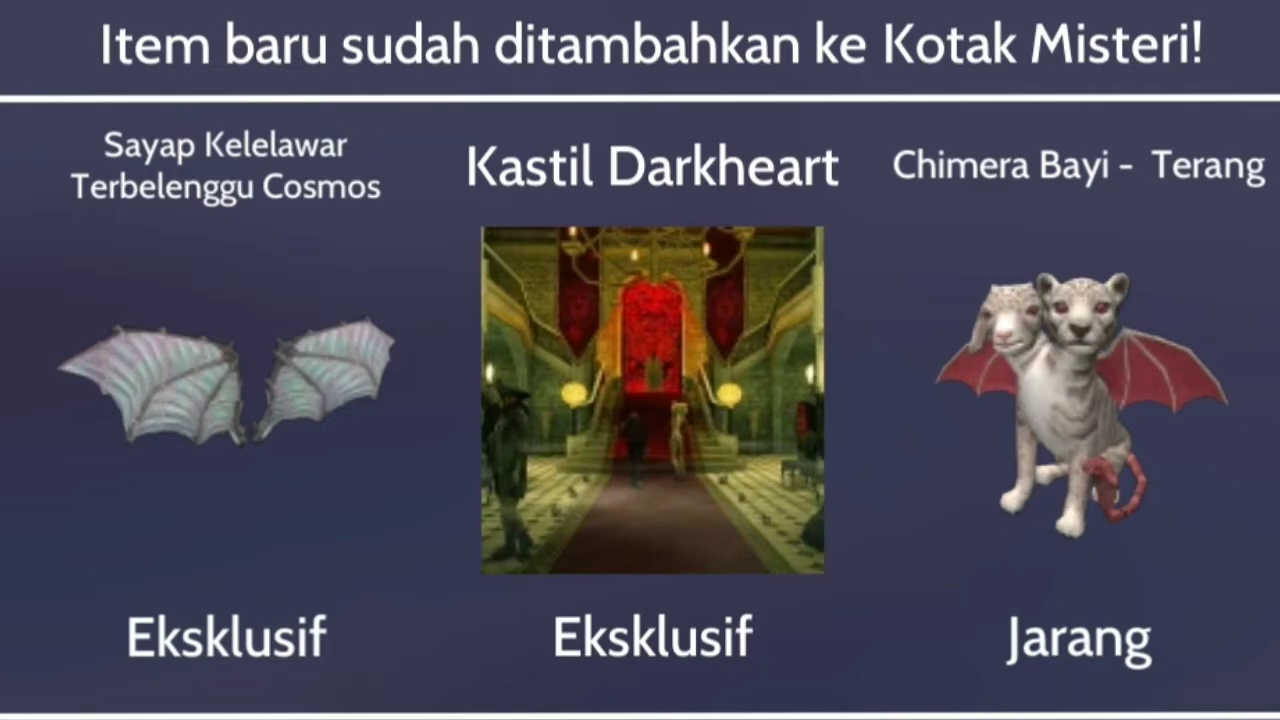 Item baru sudah ditambahkan ke Kotak Misteri!
Sayap Kelelawar
Terbelenggu Cosmos
Kastil Darkheart
Chimera Bayi - Terang
Eksklusif
Eksklusif
Jarang